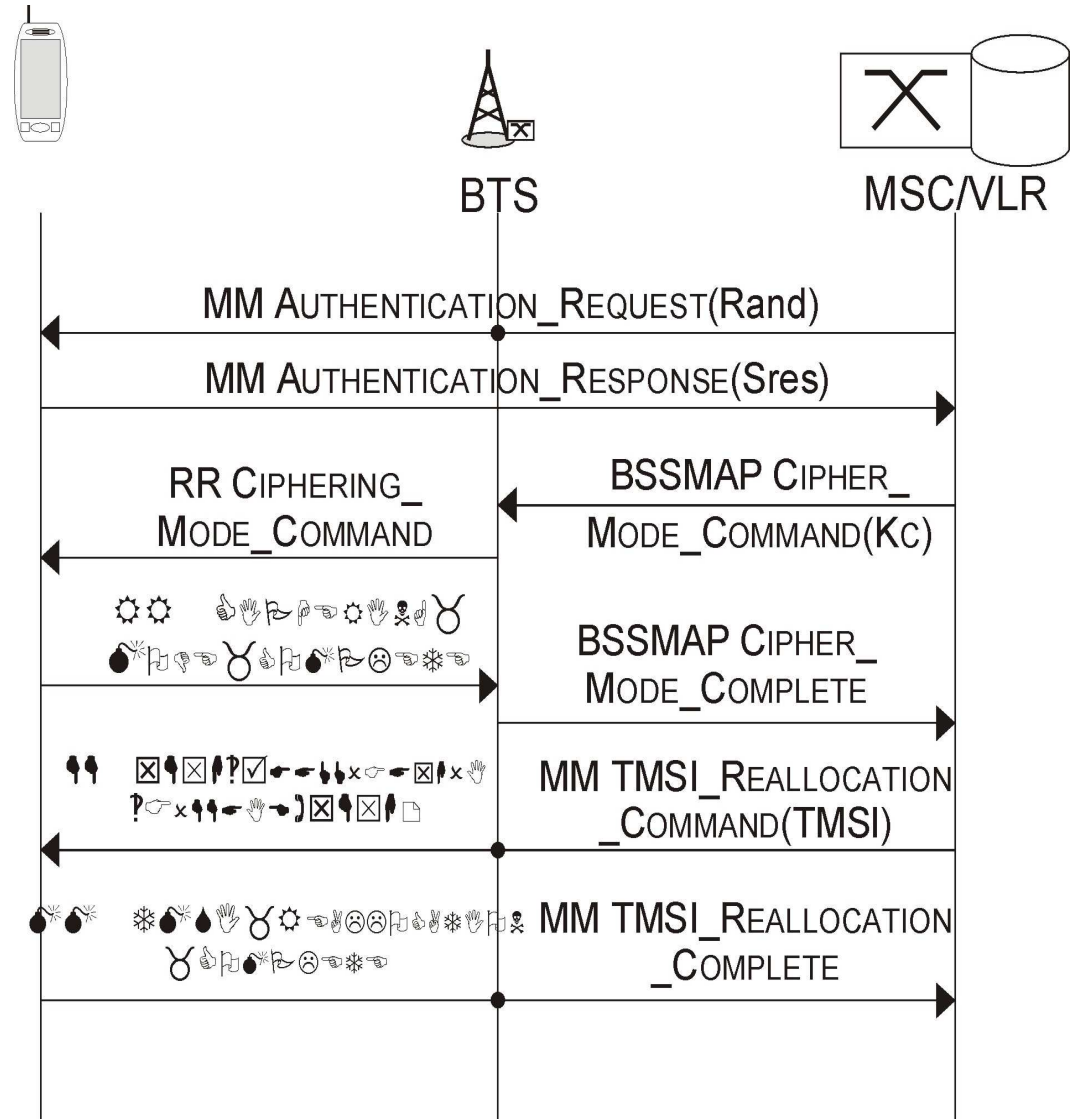 BTS
MSC/VLR
MM AUTHENTICATION_REQUEST(Rand)
MM AUTHENTICATION_RESPONSE(Sres)
RR CIPHERING_
MODE_COMMAND
BSSMAP CIPHER_
MODE_COMMAND(KC)
BSSMAP CIPHER_
MODE_COMPLETE
MM TMSI_REALLOCATION
_COMMAND(TMSI)
MM TMSI_REALLOCATION
_COMPLETE